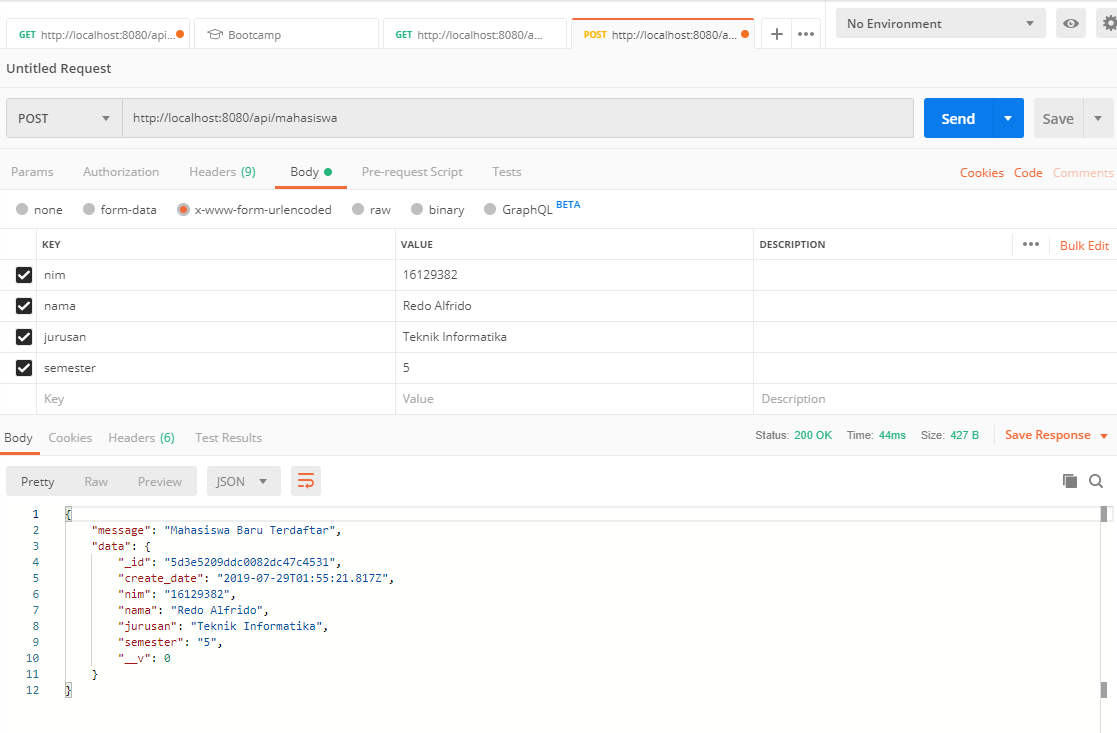 GET http://localhost:8080/api... Bootcamp GET http://localhost:8080/a... POST http://localhost:8080/a... + ••• No Environment
Untitled Request
POST http://localhost:8080/api/mahasiswa Send Save
Params Authorization Headers (9) Body Pre-request Script Tests Cookies Code Comments
none form-data x-www-form-urlencoded raw binary GraphQL BETA
KEY VALUE DESCRIPTION ••• Bulk Edit
nim 16129382
nama Redo Alfrido
jurusan Teknik Informatika
semester 5
Key Value Description
Body Cookies Headers (6) Test Results Status: 200 OK Time: 44ms Size: 427 B Save Response
Pretty Raw Preview JSON
1 {
2 "message": "Mahasiswa Baru Terdaftar",
3 "data": {
4 "_id": "5d3e5209ddc0082dc47c4531",
5 "create_date": "2019-07-29T01:55:21.817Z",
6 "nim": "16129382",
7 "nama": "Redo Alfrido",
8 "jurusan": "Teknik Informatika",
9 "semester": "5",
10 "__v": 0
11 }
12 }